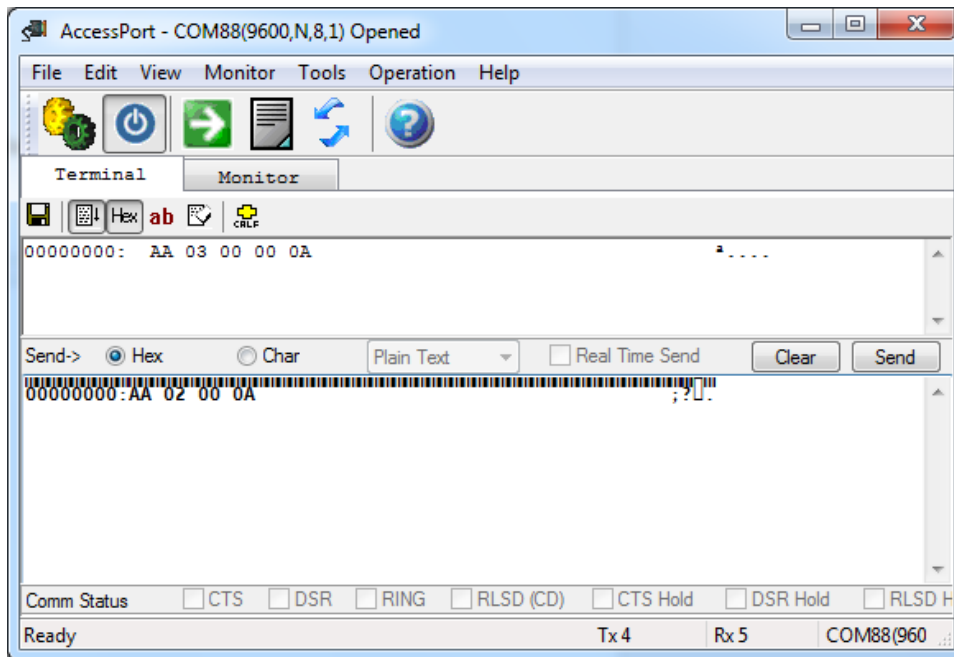 AccessPort - COM88(9600,N,8,1) Opened
File Edit View Monitor Tools Operation Help
Terminal Monitor
Hex ab CRLF
00000000: AA 03 00 00 0A ª....
Send-> Hex Char Plain Text Real Time Send Clear Send
00000000:AA 02 00 0A ;?▯.
Comm Status CTS DSR RING RLSD (CD) CTS Hold DSR Hold RLSD H
Ready Tx 4 Rx 5 COM88(960